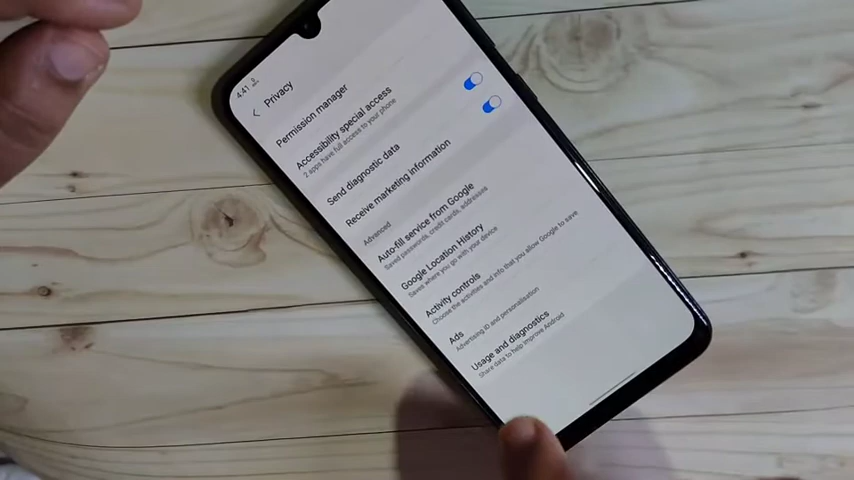 4:41
Privacy
Permission manager
Accessibility special access
2 apps have full access to your phone
Send diagnostic data
Receive marketing information
Advanced
Auto-fill service from Google
Saved passwords, credit cards, addresses
Google Location History
Saves where you go with your device
Activity controls
Choose the activities and info that you allow Google to save
Ads
Advertising ID and personalisation
Usage and diagnostics
Share data to help improve Android